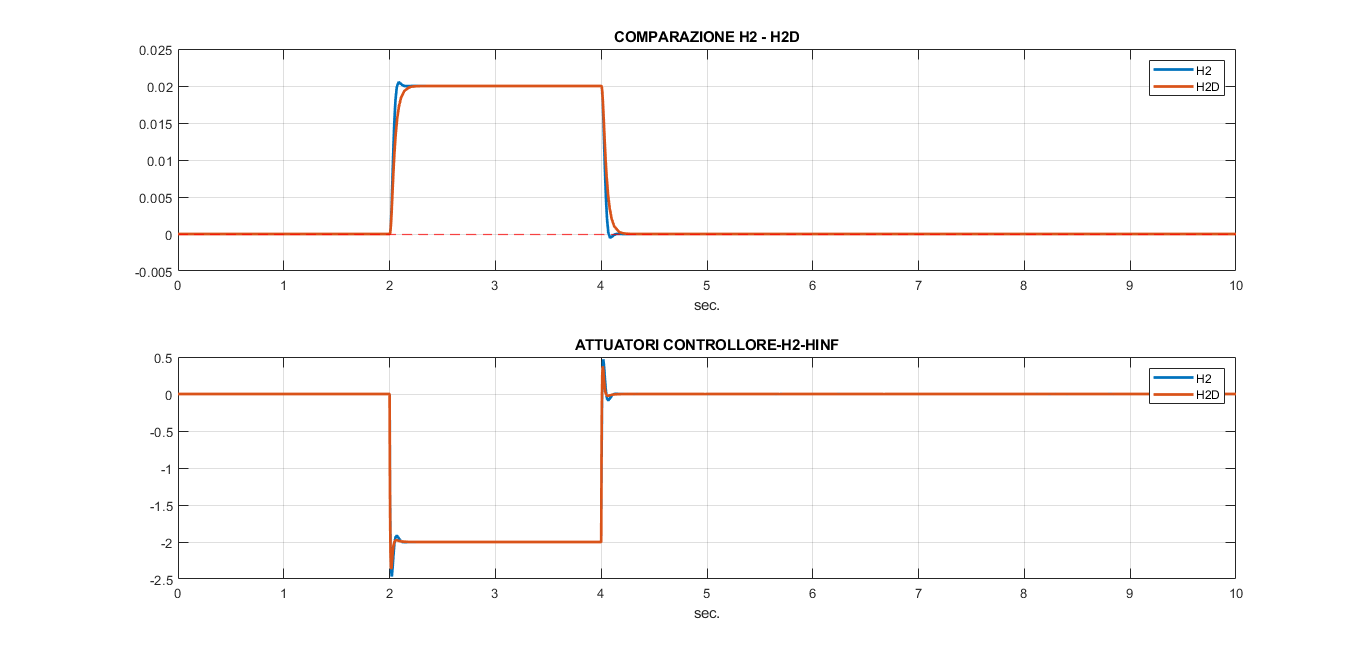 COMPARAZIONE H2 - H2D
0.025
0.02
0.015
0.01
0.005
0
-0.005
0 1 2 3 4 5 6 7 8 9 10
sec.
H2
H2D
ATTUATORI CONTROLLORE-H2-HINF
0.5
0
-0.5
-1
-1.5
-2
-2.5
0 1 2 3 4 5 6 7 8 9 10
sec.
H2
H2D